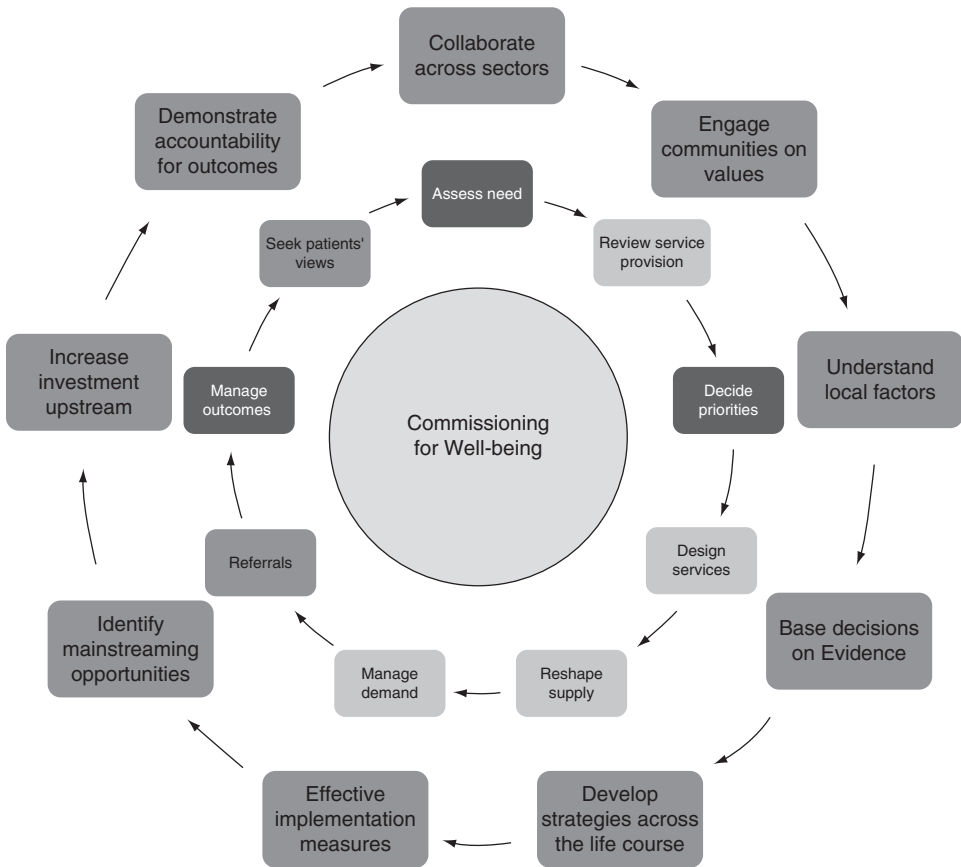 Collaborate
across sectors
Engage
communities on
values
Understand
local factors
Base decisions
on Evidence
Develop
strategies across
the life course
Effective
implementation
measures
Identify
mainstreaming
opportunities
Increase
investment
upstream
Demonstrate
accountability
for outcomes
Assess need
Review service
provision
Decide
priorities
Design
services
Reshape
supply
Manage
demand
Referrals
Manage
outcomes
Seek patients'
views
Commissioning
for Well-being